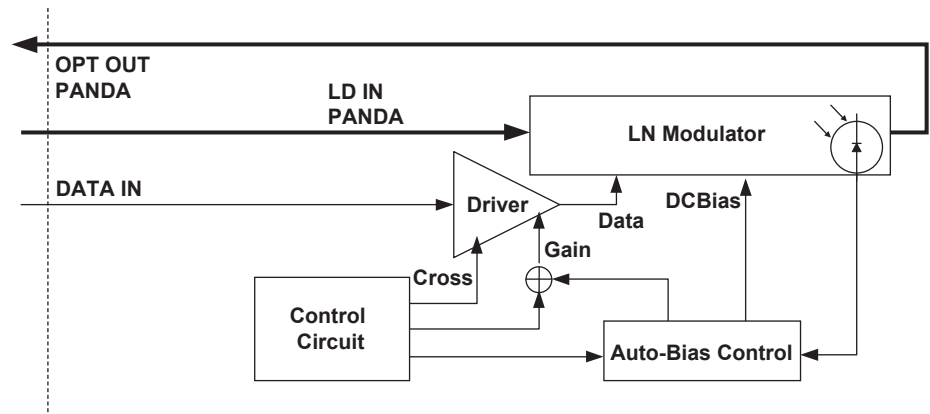 OPT OUT
PANDA
LD IN
PANDA
LN Modulator
DATA IN
Driver
Data
DCBias
Gain
Cross
Control
Circuit
Auto-Bias Control